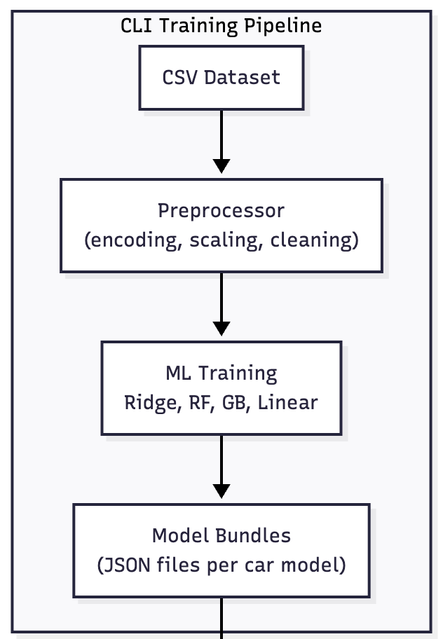 CLI Training Pipeline
CSV Dataset
Preprocessor
(encoding, scaling, cleaning)
ML Training
Ridge, RF, GB, Linear
Model Bundles
(JSON files per car model)